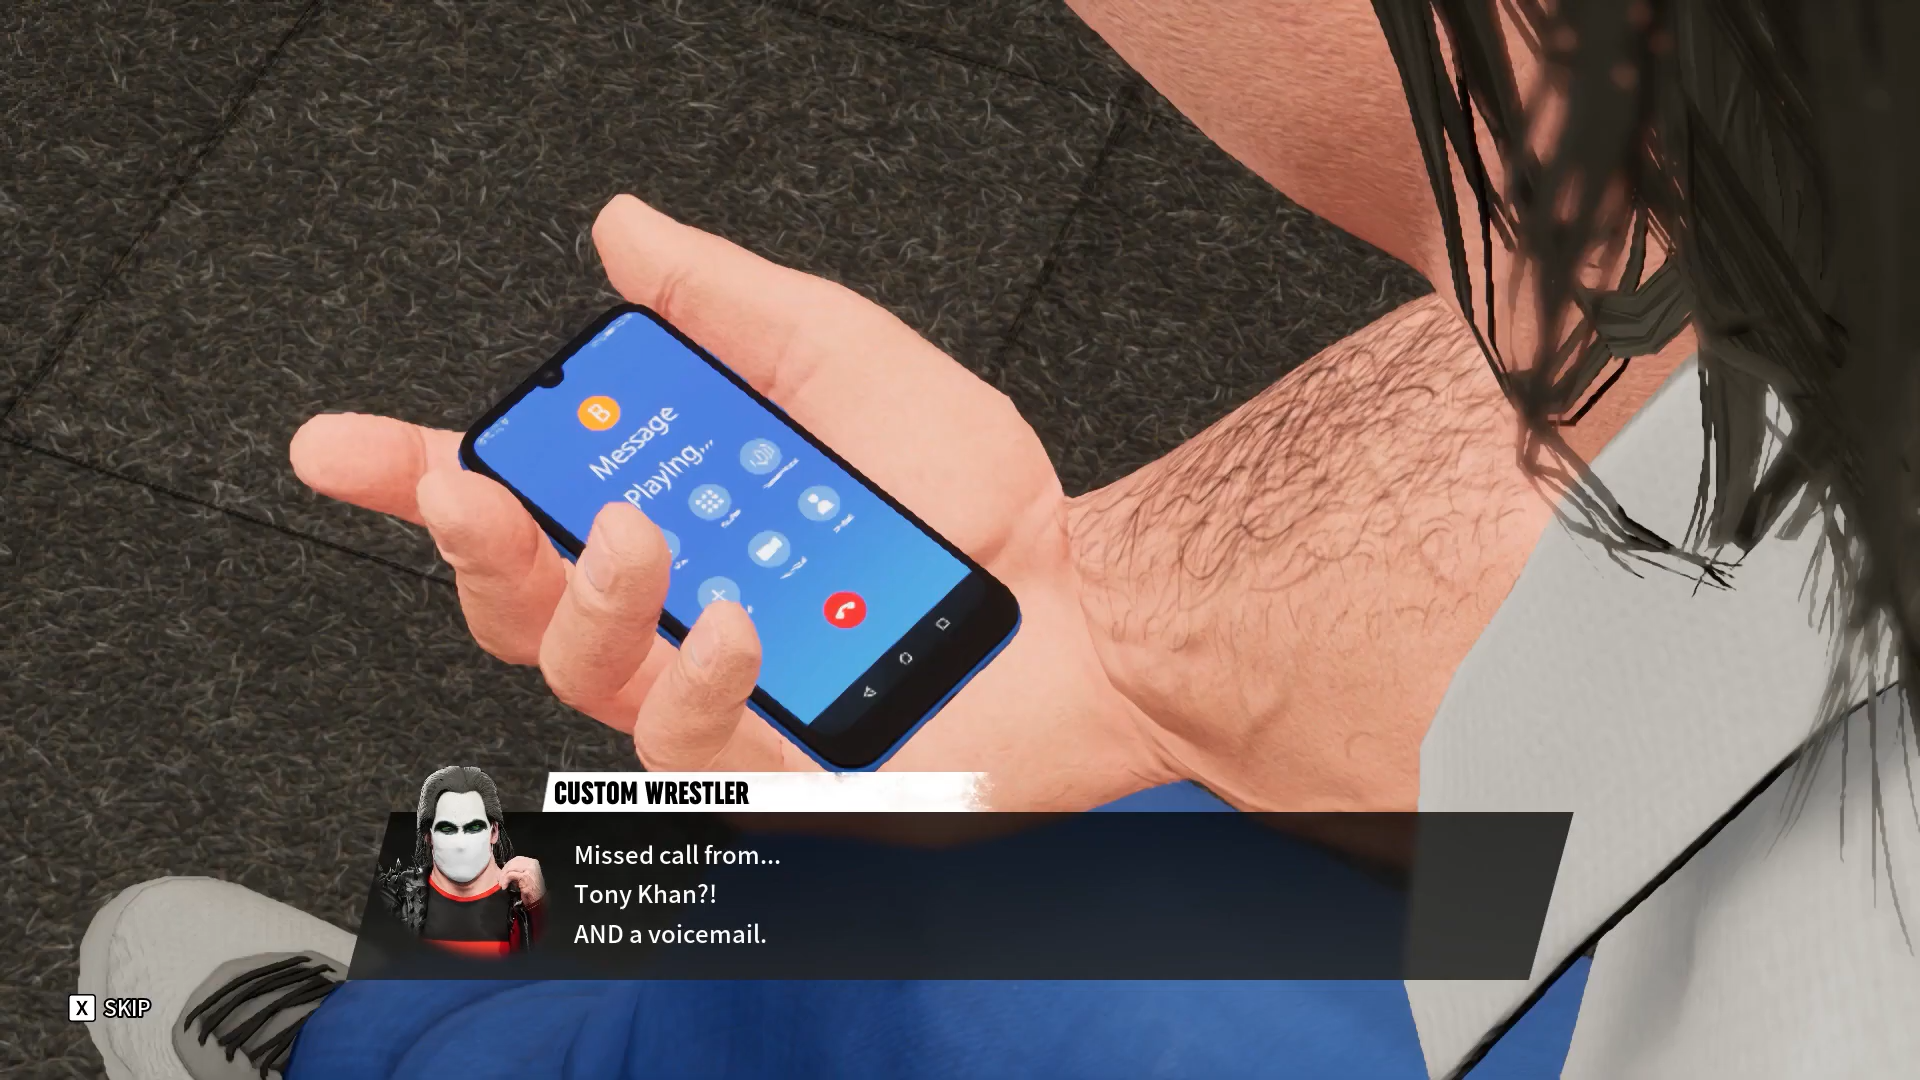 B
Message
Playing..
CUSTOM WRESTLER
Missed call from...
Tony Khan?!
AND a voicemail.
X SKIP